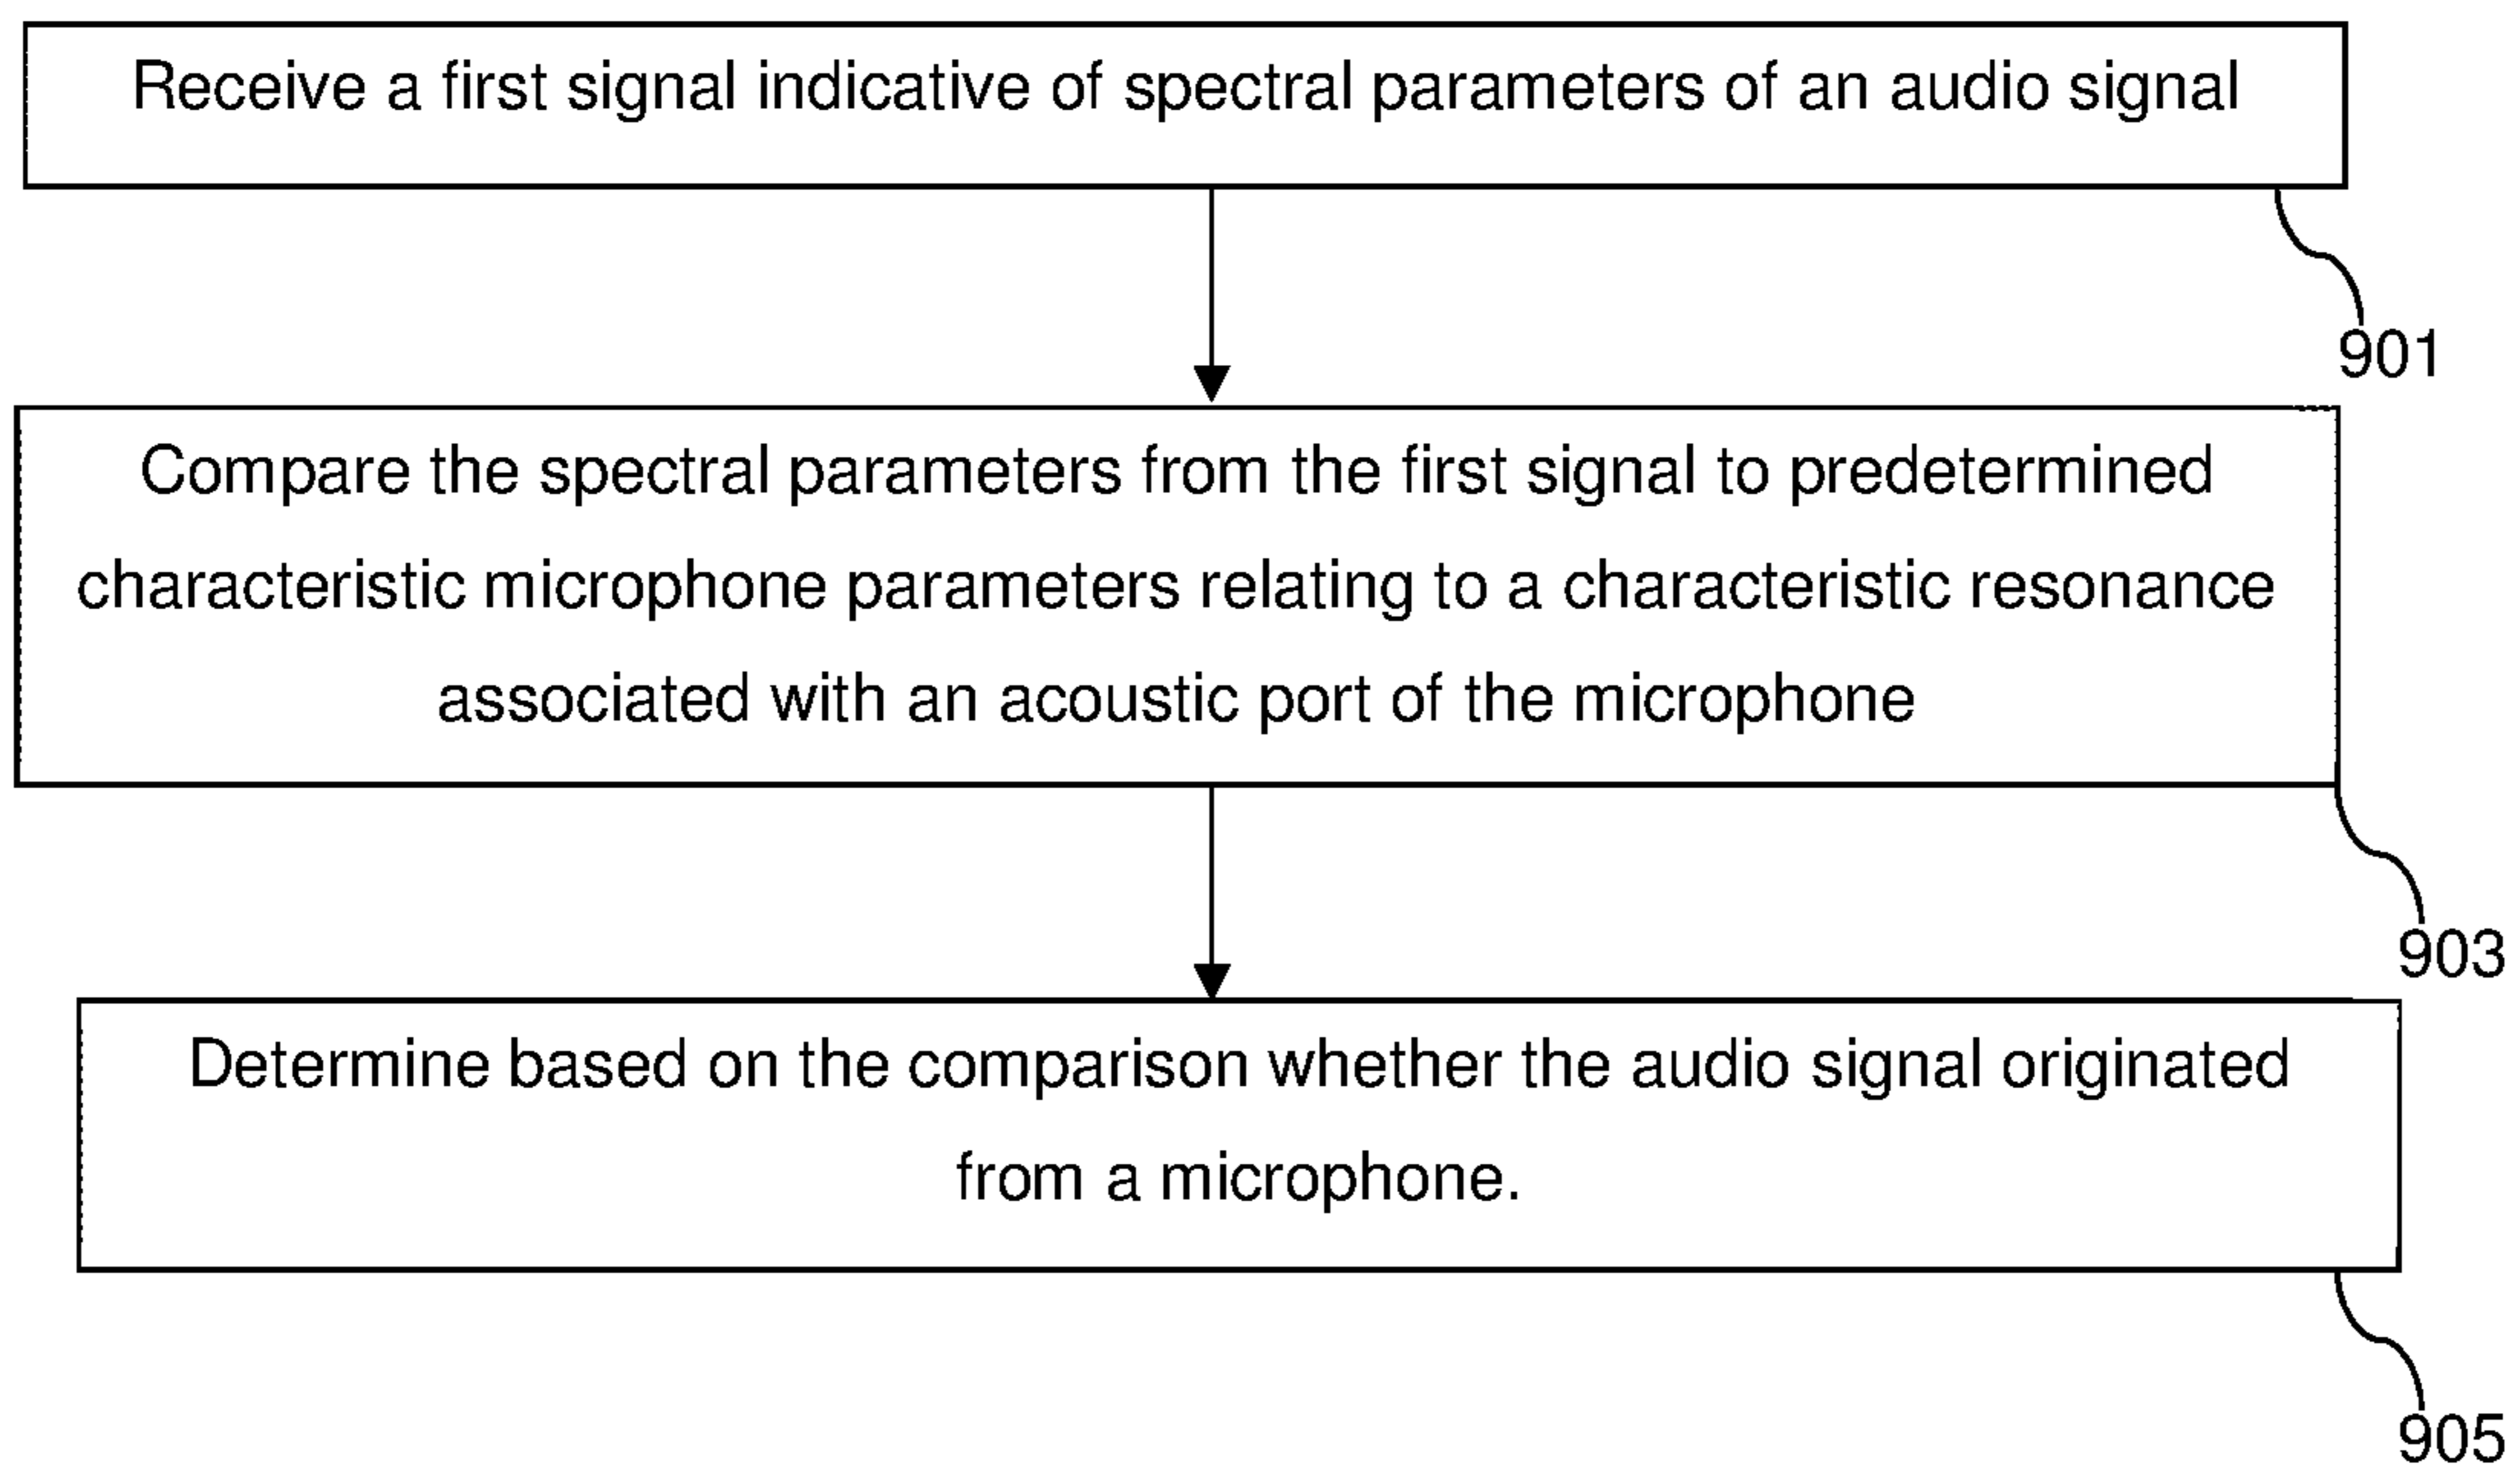 Receive a first signal indicative of spectral parameters of an audio signal
901
Compare the spectral parameters from the first signal to predetermined
characteristic microphone parameters relating to a characteristic resonance
associated with an acoustic port of the microphone
903
Determine based on the comparison whether the audio signal originated
from a microphone.
905